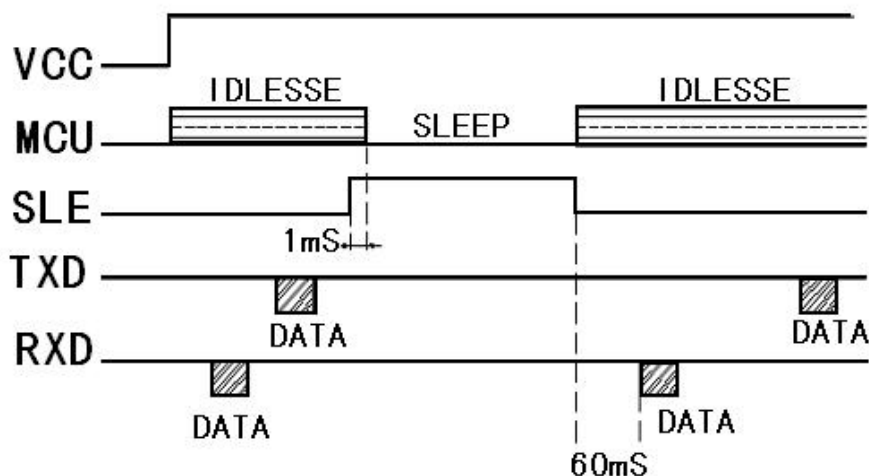 VCC
IDLESSE IDLESSE
MCU SLEEP
SLE
1mS
TXD
DATA DATA
RXD
DATA DATA
60mS